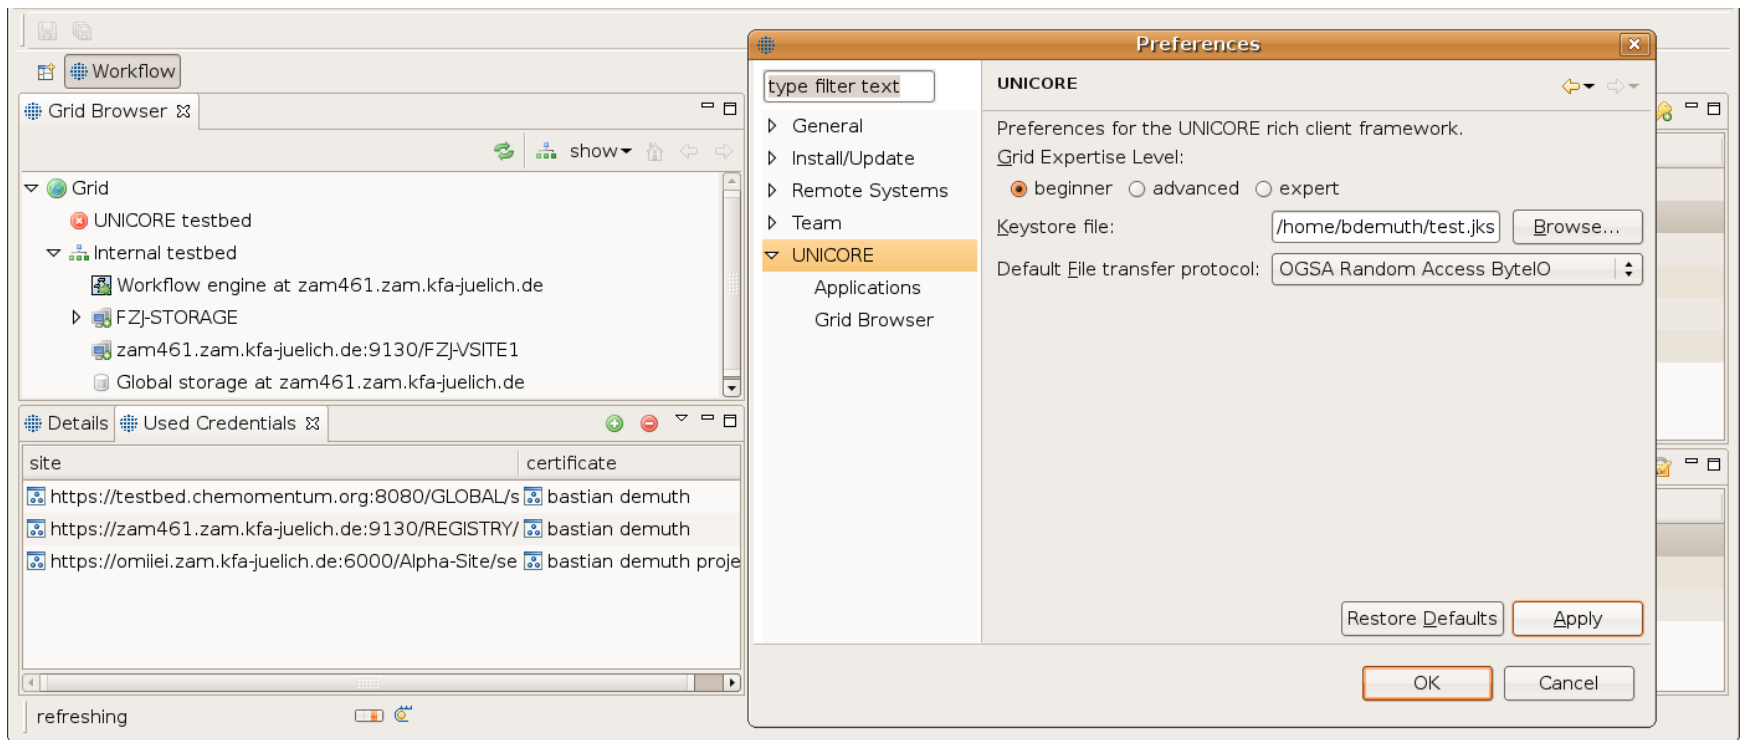 Workflow
Grid Browser
show
Grid
UNICORE testbed
Internal testbed
Workflow engine at zam461.zam.kfa-juelich.de
FZJ-STORAGE
zam461.zam.kfa-juelich.de:9130/FZJ-VSITE1
Global storage at zam461.zam.kfa-juelich.de
Details Used Credentials
site certificate
https://testbed.chemomentum.org:8080/GLOBAL/s bastian demuth
https://zam461.zam.kfa-juelich.de:9130/REGISTRY/ bastian demuth
https://omiiei.zam.kfa-juelich.de:6000/Alpha-Site/se bastian demuth proje
refreshing
Preferences
type filter text
General
Install/Update
Remote Systems
Team
UNICORE
Applications
Grid Browser
UNICORE
Preferences for the UNICORE rich client framework.
Grid Expertise Level:
beginner advanced expert
Keystore file: /home/bdemuth/test.jks Browse...
Default File transfer protocol: OGSA Random Access ByteIO
Restore Defaults Apply
OK Cancel